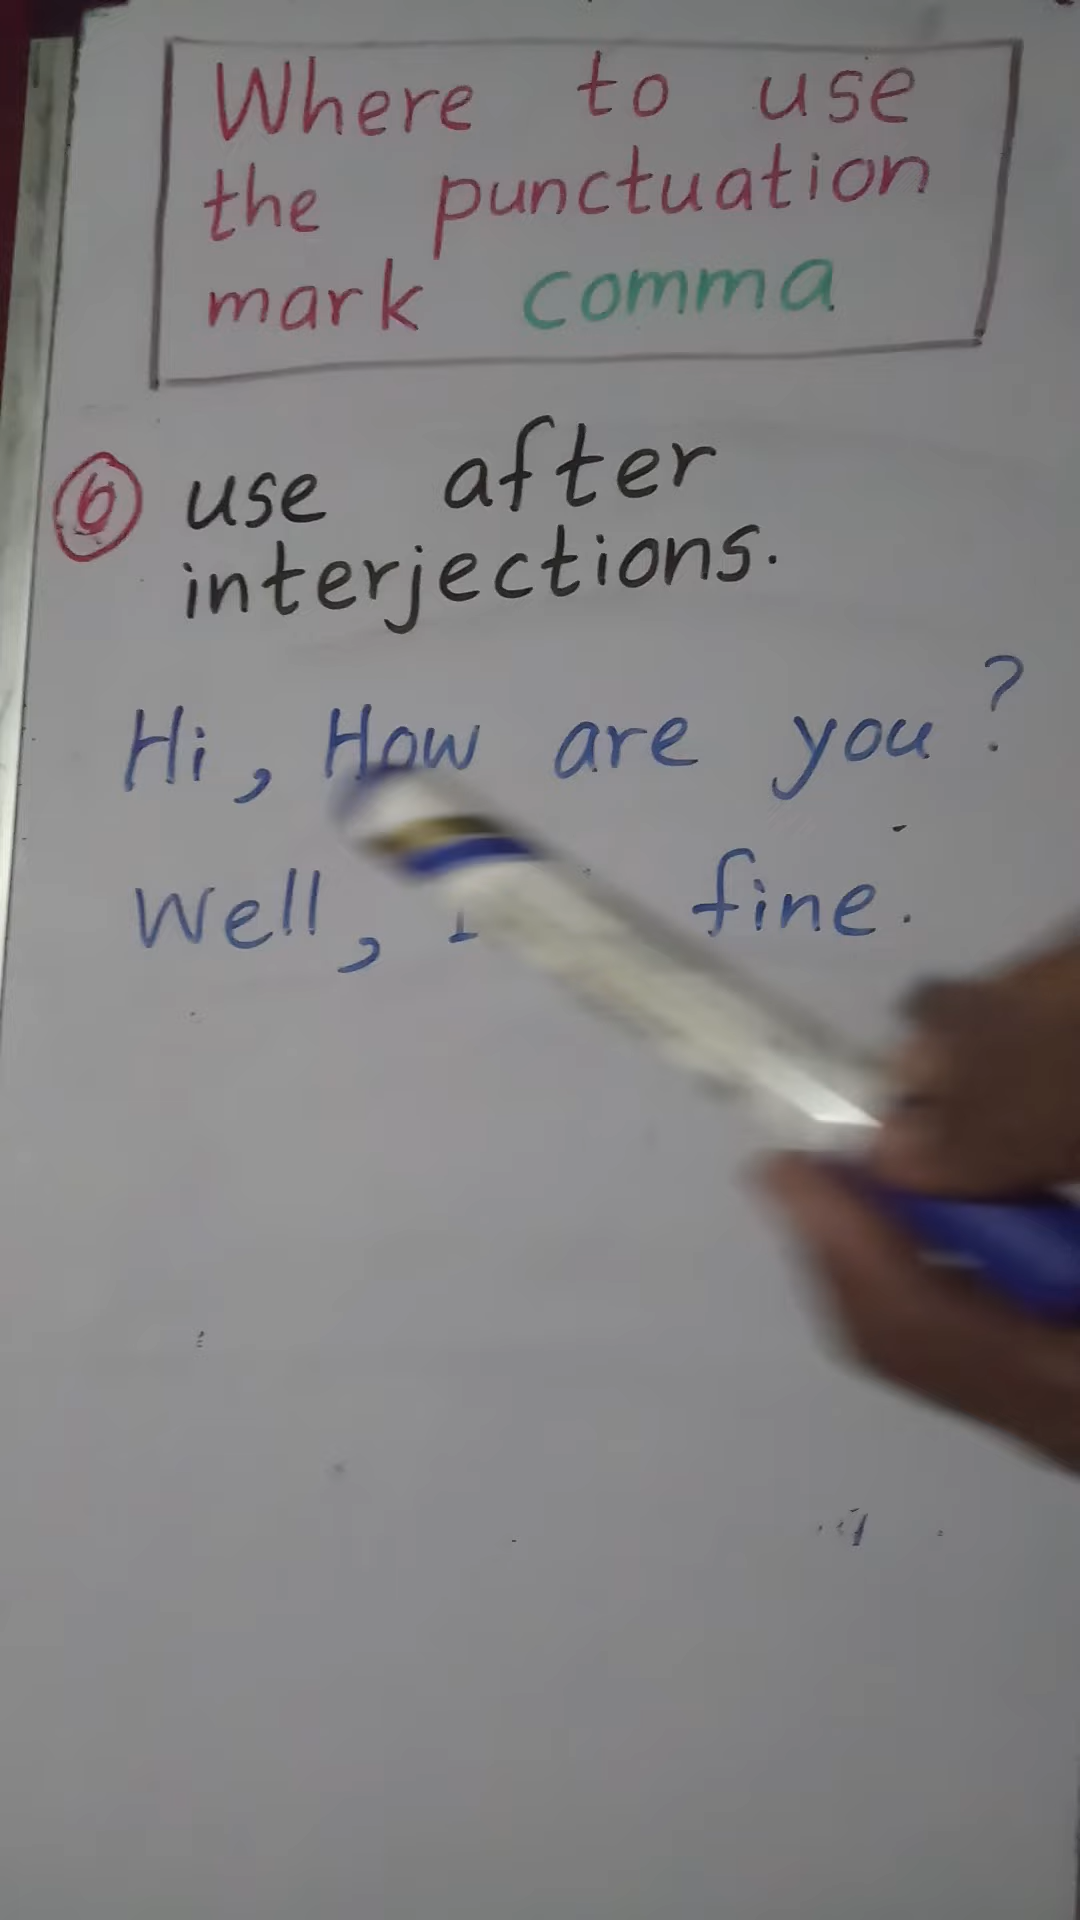 Where to use
the punctuation
mark comma
6 use after
interjections.
Hi, How are you?
Well, fine.